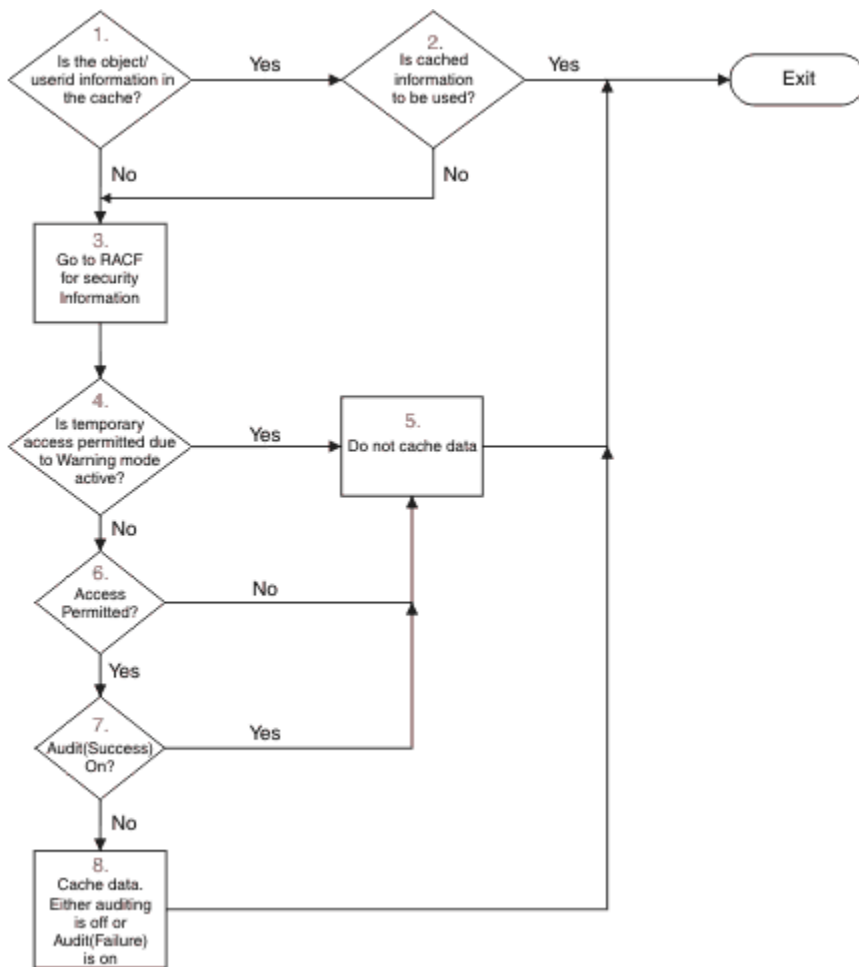 1.
Is the object/
userid information in
the cache?
Yes
2.
Is cached
information
to be used?
Yes
Exit
No
No
3.
Go to RACF
for security
Information
4.
Is temporary
access permitted due
to Warning mode
active?
Yes
5.
Do not cache data
No
6.
Access
Permitted?
No
Yes
7.
Audit(Success)
On?
Yes
No
8.
Cache data.
Either auditing
is off or
Audit(Failure)
is on